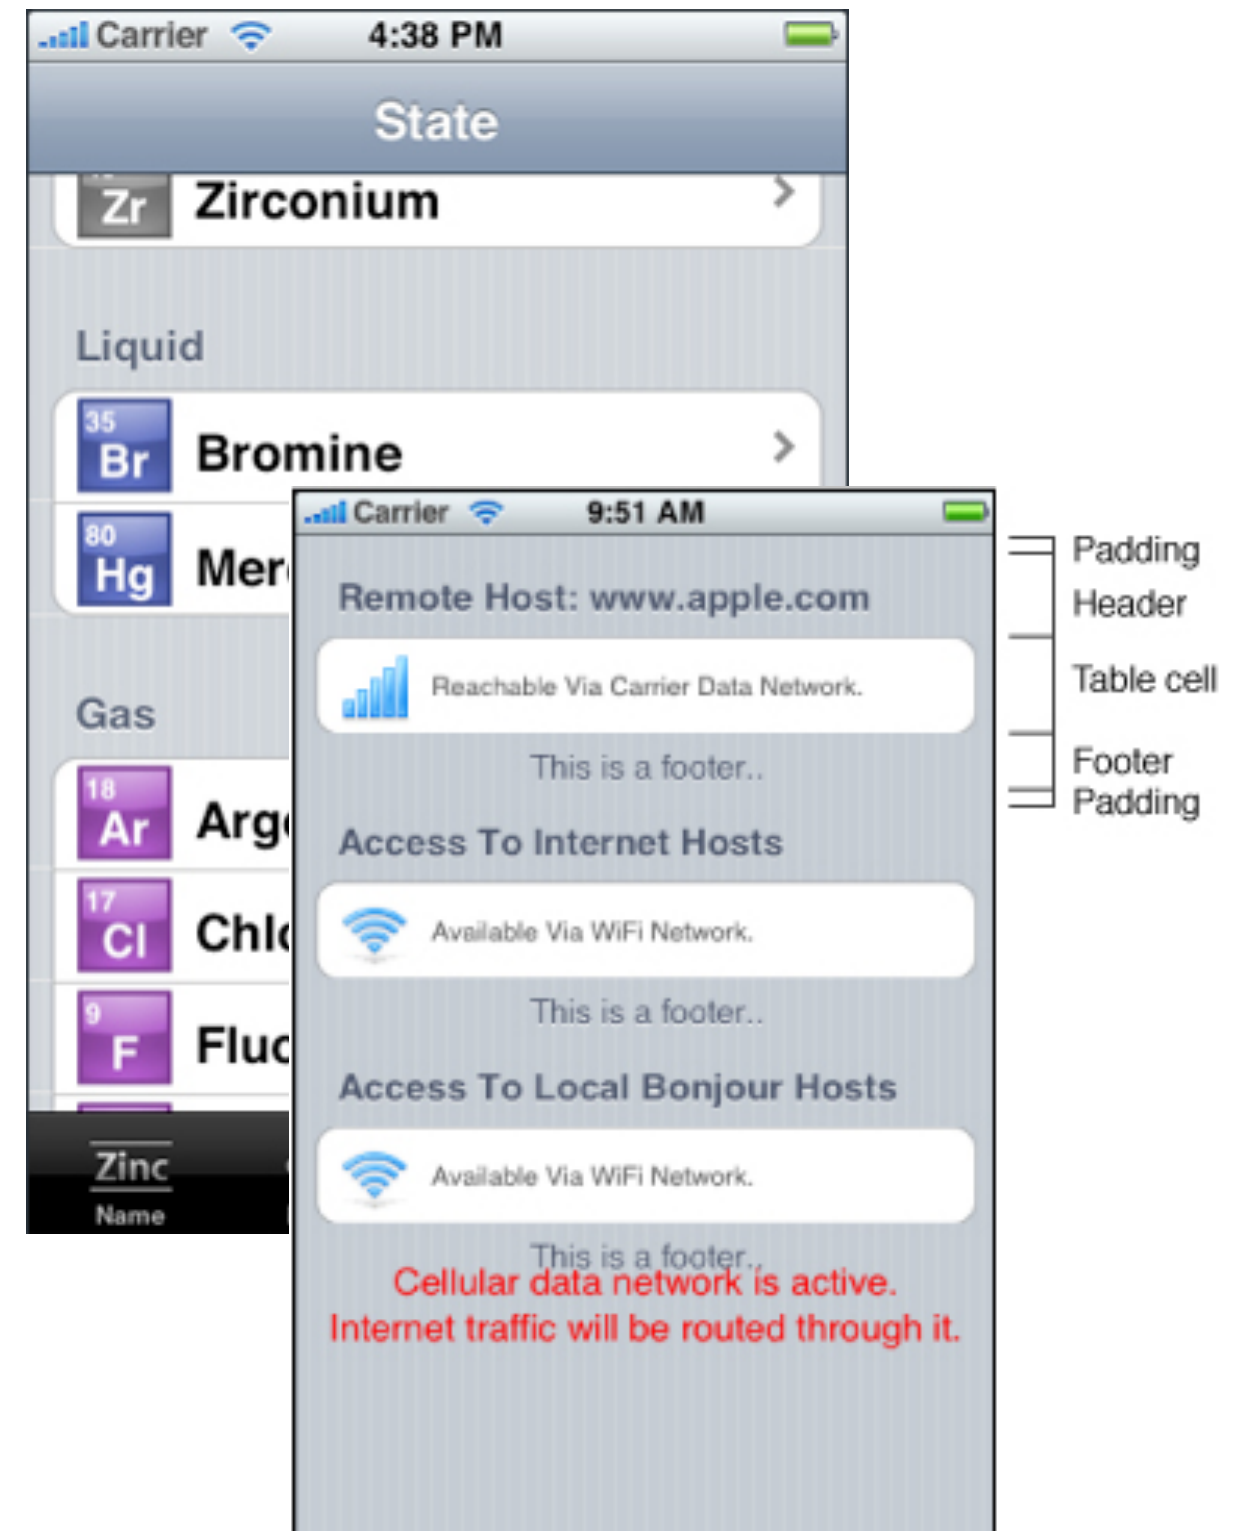 Carrier 4:38 PM
State
Zr Zirconium
Liquid
35
Br Bromine
80
Hg
Gas
18
Ar
17
Cl
9
F
Zinc
Name
Carrier 9:51 AM
Remote Host: www.apple.com
Reachable Via Carrier Data Network.
This is a footer..
Access To Internet Hosts
Available Via WiFi Network.
This is a footer..
Access To Local Bonjour Hosts
Available Via WiFi Network.
This is a footer..
Cellular data network is active.
Internet traffic will be routed through it.
Padding
Header
Table cell
Footer
Padding